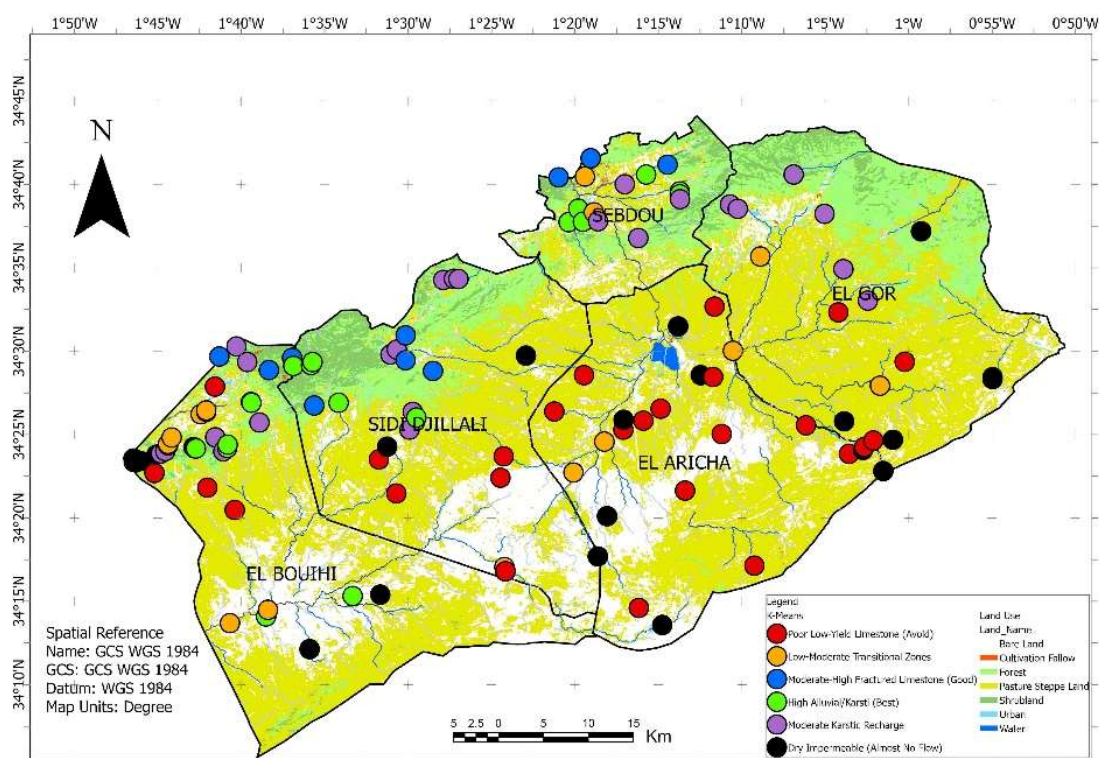 1°50'W 1°45'W 1°40'W 1°35'W 1°30'W 1°25'W 1°20'W 1°15'W 1°10'W 1°5'W 1°W 0°55'W 0°50'W
34°45'N
N
34°40'N
SEBDOU
34°35'N
EL GOR
34°30'N
34°25'N
SIDI DJILLALI
EL ARICHA
34°20'N
EL BOUIHI
34°15'N
34°10'N
Spatial Reference
Name: GCS WGS 1984
GCS: GCS WGS 1984
Datum: WGS 1984
Map Units: Degree
5 2.5 0 5 10 15
Km
Legend
K-Means
Poor Low-Yield Limestone (Avoid)
Low-Moderate Transitional Zones
Moderate-High Fractured Limestone (Good)
High Alluvial/Karsti (Best)
Moderate Karstic Recharge
Dry Impermeable (Almost No Flow)
Land Use
Land_Name_
Bare Land
Cultivation Fallow
Forest
Pasture Steppe Land
Shrubland
Urban
Water